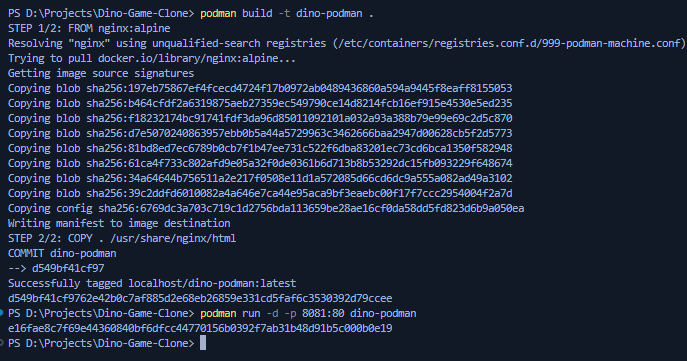 PS D:\Projects\Dino-Game-Clone> podman build -t dino-podman .
STEP 1/2: FROM nginx:alpine
Resolving "nginx" using unqualified-search registries (/etc/containers/registries.conf.d/999-podman-machine.conf)
Trying to pull docker.io/library/nginx:alpine...
Getting image source signatures
Copying blob sha256:197eb75867ef4fcecd4724f17b0972ab0489436860a594a9445f8eaff8155053
Copying blob sha256:b464cfdf2a6319875aeb27359ec549790ce14d8214fcb16ef915e4530e5ed235
Copying blob sha256:f18232174bc91741fdf3da96d85011092101a032a93a388b79e99e69c2d5c870
Copying blob sha256:d7e5070240863957ebb0b5a44a5729963c3462666baa2947d00628cb5f2d5773
Copying blob sha256:81bd8ed7ec6789b0cb7f1b47ee731c522f6dba83201ec73cd6bca1350f582948
Copying blob sha256:61ca4f733c802afd9e05a32f0de0361b6d713b8b53292dc15fb093229f648674
Copying blob sha256:34a64644b756511a2e217f0508e11d1a572085d66cd6dc9a555a082ad49a3102
Copying blob sha256:39c2ddfd6010082a4a646e7ca44e95aca9bf3eaebc00f17f7ccc2954004f2a7d
Copying config sha256:6769dc3a703c719c1d2756bda113659be28ae16cf0da58dd5fd823d6b9a050ea
Writing manifest to image destination
STEP 2/2: COPY . /usr/share/nginx/html
COMMIT dino-podman
--> d549bf41cf97
Successfully tagged localhost/dino-podman:latest
d549bf41cf9762e42b0c7af885d2e68eb26859e331cd5faf6c3530392d79ccee
PS D:\Projects\Dino-Game-Clone> podman run -d -p 8081:80 dino-podman
e16fae8c7f69e44360840bf6dfcc44770156b0392f7ab31b48d91b5c000b0e19
PS D:\Projects\Dino-Game-Clone>